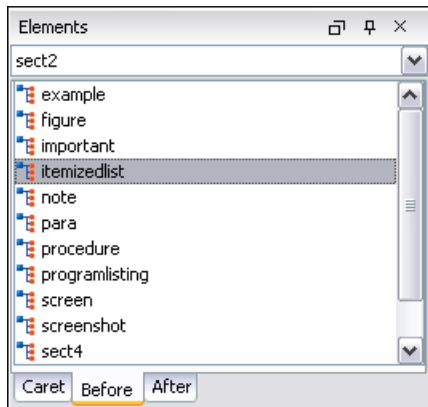 Elements
sect2
example
figure
important
itemizedlist
note
para
procedure
programlisting
screen
screenshot
sect4
Caret Before After